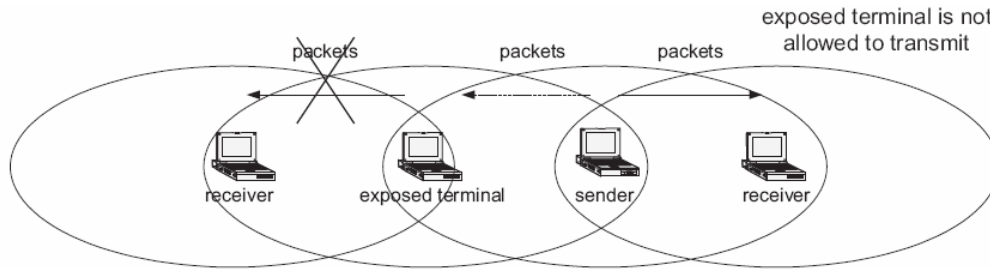 exposed terminal is not
allowed to transmit
packets packets packets
receiver exposed terminal sender receiver